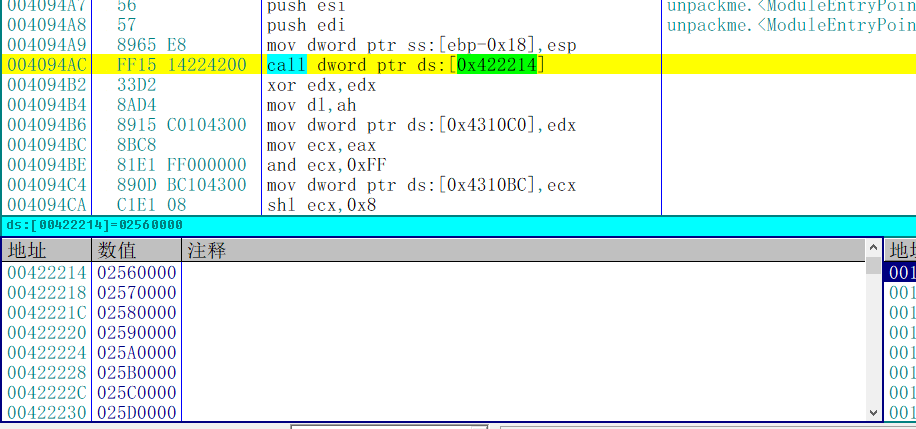 004094A7 56 push esi unpackme.<ModuleEntryPoin
004094A8 57 push edi unpackme.<ModuleEntryPoin
004094A9 8965 E8 mov dword ptr ss:[ebp-0x18],esp
004094AC FF15 14224200 call dword ptr ds:[0x422214]
004094B2 33D2 xor edx,edx
004094B4 8AD4 mov dl,ah
004094B6 8915 C0104300 mov dword ptr ds:[0x4310C0],edx
004094BC 8BC8 mov ecx,eax
004094BE 81E1 FF000000 and ecx,0xFF
004094C4 890D BC104300 mov dword ptr ds:[0x4310BC],ecx
004094CA C1E1 08 shl ecx,0x8
ds:[00422214]=02560000
地址 数值 注释 地
00422214 02560000 001
00422218 02570000 001
0042221C 02580000 001
00422220 02590000 001
00422224 025A0000 001
00422228 025B0000 001
0042222C 025C0000 001
00422230 025D0000 001